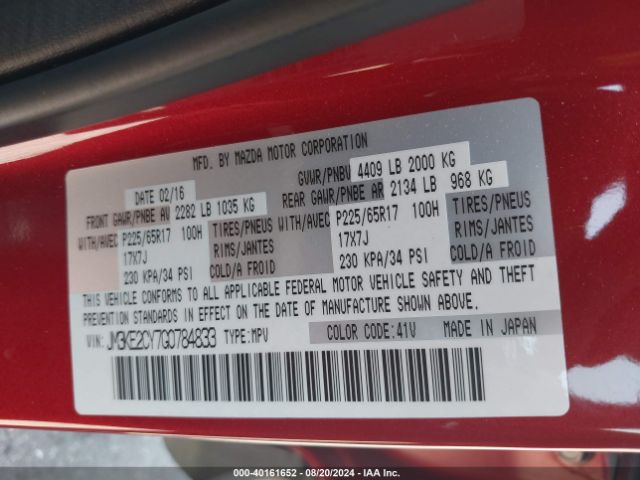 MFD. BY MAZDA MOTOR CORPORATION
DATE 02/16 GVWR/PNBV 4409 LB 2000 KG
FRONT GAWR/PNBE AV 2282 LB 1035 KG REAR GAWR/PNBE AR 2134 LB 968 KG
WITH/AVEC P225/65R17 100H TIRES/PNEUS WITH/AVEC P225/65R17 100H TIRES/PNEUS
17X7J RIMS/JANTES 17X7J RIMS/JANTES
230 KPA/34 PSI COLD/A FROID 230 KPA/34 PSI COLD/A FROID
THIS VEHICLE CONFORMS TO ALL APPLICABLE FEDERAL MOTOR VEHICLE SAFETY AND THEFT
PREVENTION STANDARDS IN EFFECT ON THE DATE OF MANUFACTURE SHOWN ABOVE.
VIN: JM3KE2CY7G0784833 TYPE:MPV COLOR CODE:41V MADE IN JAPAN
000-40161652 - 08/20/2024 - IAA Inc.